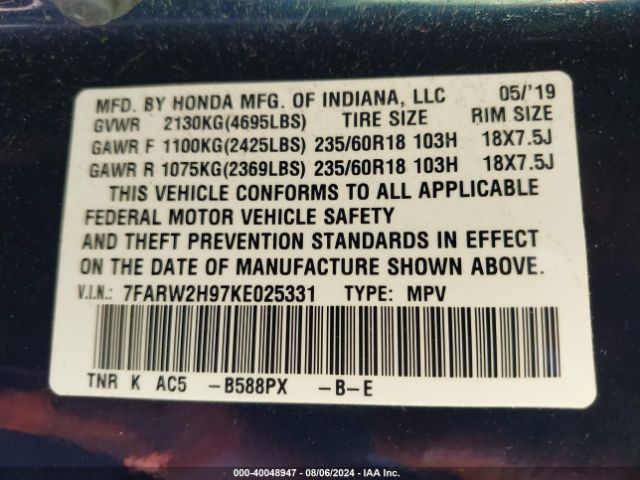 MFD. BY HONDA MFG. OF INDIANA, LLC 05/'19
GVWR 2130KG(4695LBS) TIRE SIZE RIM SIZE
GAWR F 1100KG(2425LBS) 235/60R18 103H 18X7.5J
GAWR R 1075KG(2369LBS) 235/60R18 103H 18X7.5J
THIS VEHICLE CONFORMS TO ALL APPLICABLE
FEDERAL MOTOR VEHICLE SAFETY
AND THEFT PREVENTION STANDARDS IN EFFECT
ON THE DATE OF MANUFACTURE SHOWN ABOVE.
V.I.N.: 7FARW2H97KE025331 TYPE: MPV
TNR K AC5 -B588PX -B-E
000-40048947 - 08/06/2024 - IAA Inc.